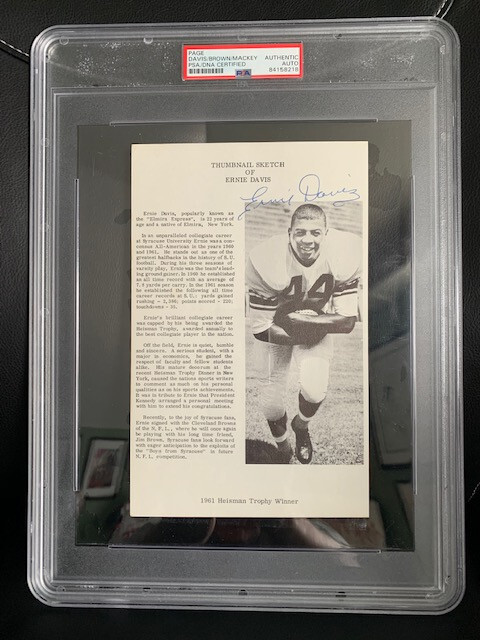 PAGE
DAVIS/BROWN/MACKEY AUTHENTIC
PSA/DNA CERTIFIED AUTO
PSA 84158218
THUMBNAIL SKETCH
OF
ERNIE DAVIS
Ernie Davis
Ernie Davis, popularly known as
the "Elmira Express", is 22 years of
age and a native of Elmira, New York.
In an unparalleled collegiate career
at Syracuse University Ernie was a con-
sensus All-American in the years 1960
and 1961. He stands out as one of the
greatest halfbacks in the history of S.U.
football. During his three seasons of
varsity play, Ernie was the team's lead-
ing ground gainer. In 1960 he established
an all time record with an average of
7.8 yards per carry. In the 1961 season
he established the following all time
career records at S.U.: yards gained
rushing - 2,386; points scored - 220;
touchdowns - 35.
Ernie's brilliant collegiate career
was capped by his being awarded the
Heisman Trophy, awarded annually to
the best collegiate player in the nation.
Off the field, Ernie is quiet, humble
and sincere. A serious student, with a
major in economics, he gained the
respect of faculty and fellow students
alike. His mature decorum at the
recent Heisman Trophy Dinner in New
York, caused the nations sports writers
to comment as much on his personal
qualities as on his sports achievements.
It was in tribute to Ernie that President
Kennedy arranged a personal meeting
with him to extend his congratulations.
Recently, to the joy of Syracuse fans,
Ernie signed with the Cleveland Browns
of the N.F.L., where he will once again
be playing with his long time friend,
Jim Brown. Syracuse fans look forward
with eager anticipation to the exploits of
the "Boys from Syracuse" in future
N.F.L. competition.
44
1961 Heisman Trophy Winner